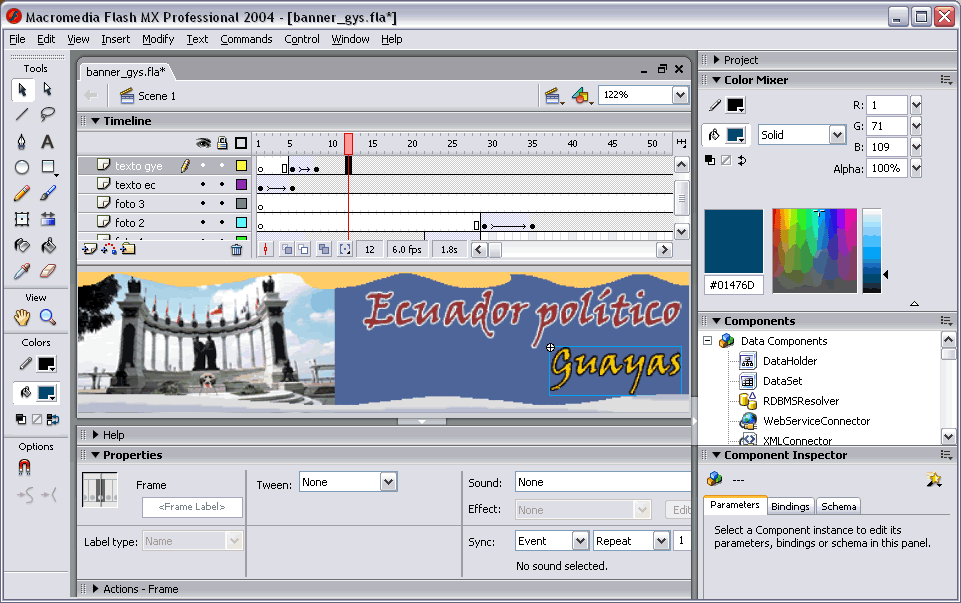 Macromedia Flash MX Professional 2004 - [banner_gys.fla*]
File Edit View Insert Modify Text Commands Control Window Help
Tools
View
Colors
Options
banner_gys.fla*
Scene 1
122%
Timeline
1 5 10 15 20 25 30 35 40 45 50
texto gye
texto ec
foto 3
foto 2
12 6.0 fps 1.8s
Ecuador político
Guayas
Help
Properties
Frame
<Frame Label>
Label type: Name
Tween: None
Sound: None
Effect: None Edit
Sync: Event Repeat 1
No sound selected.
Actions - Frame
Project
Color Mixer
R: 1
Solid G: 71
B: 109
Alpha: 100%
#01476D
Components
Data Components
DataHolder
DataSet
RDBMSResolver
WebServiceConnector
XMLConnector
Component Inspector
---
Parameters Bindings Schema
Select a Component instance to edit its
parameters, bindings or schema in this panel.